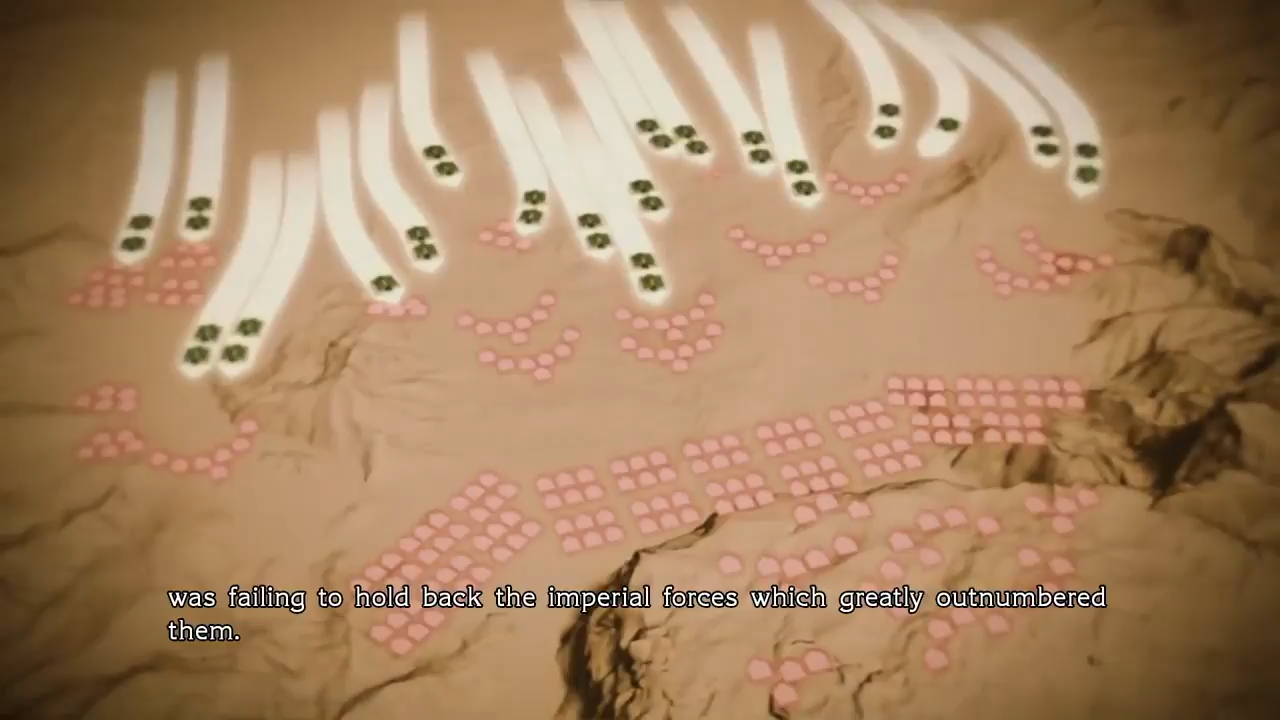 was failing to hold back the imperial forces which greatly outnumbered
them.